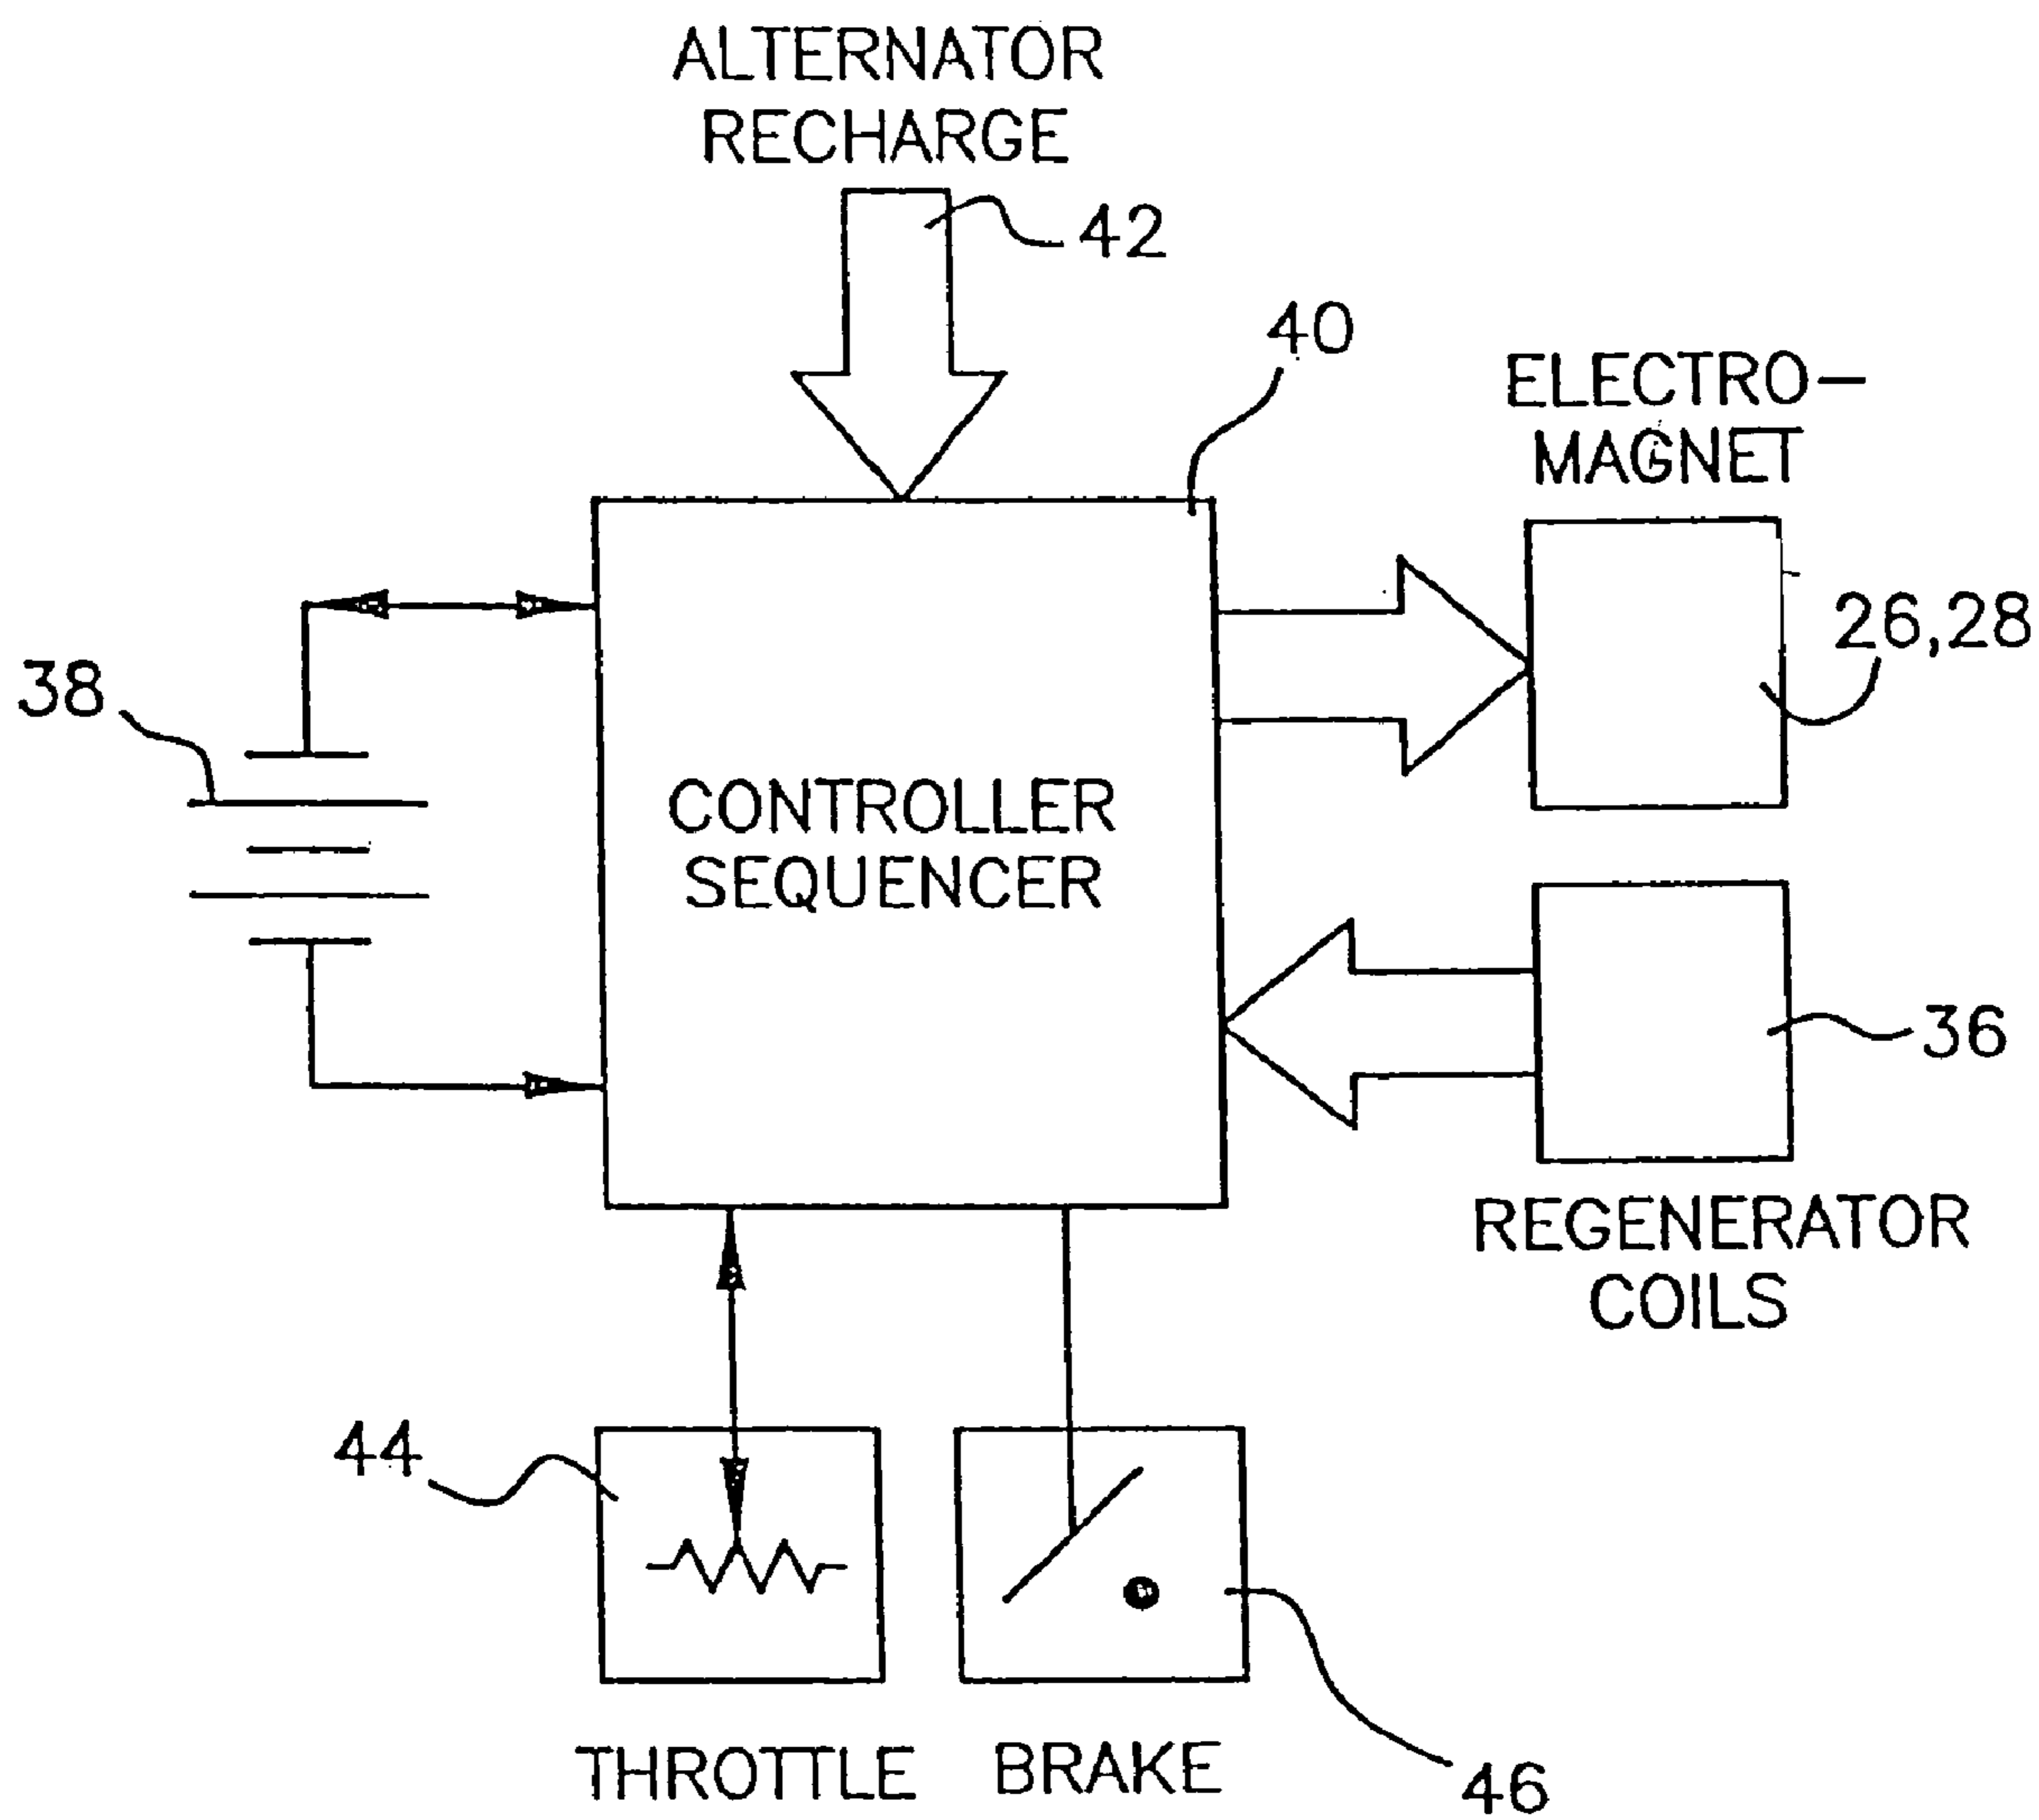 ALTERNATOR
RECHARGE
42
40
ELECTRO-
MAGNET
26,28
38
CONTROLLER
SEQUENCER
36
REGENERATOR
COILS
44
THROTTLE
BRAKE
46